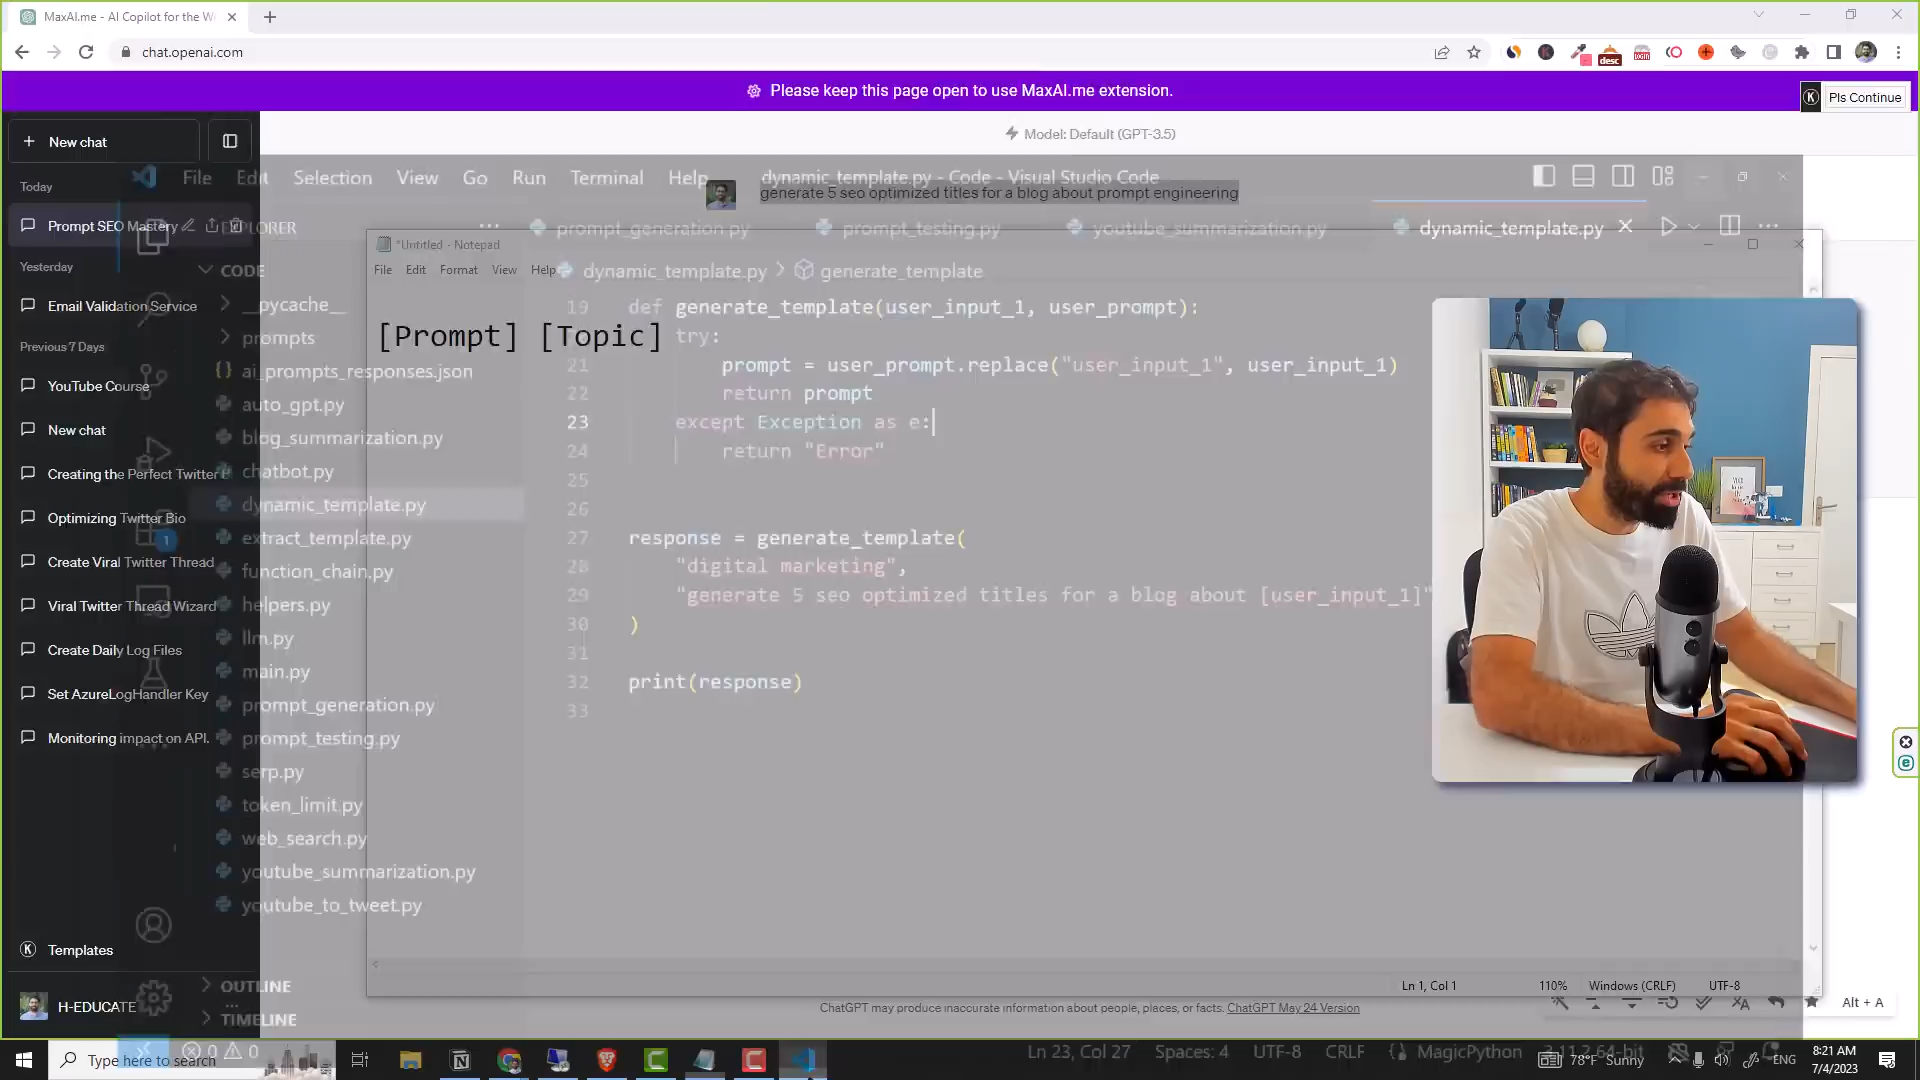 MaxAI.me - AI Copilot for the W
chat.openai.com
desc
Please keep this page open to use MaxAI.me extension.
Pls Continue
New chat
Model: Default (GPT-3.5)
Today
File Edit Selection View Go Run Terminal Help
dynamic_template.py - Code - Visual Studio Code
generate 5 seo optimized titles for a blog about prompt engineering
Prompt SEO Mastery
EXPLORER
prompt_generation.py
prompt_testing.py
youtube_summarization.py
dynamic_template.py
*Untitled - Notepad
File Edit Format View Help
dynamic_template.py > generate_template
Yesterday
CODE
Email Validation Service
__pycache__
19 def generate_template(user_input_1, user_prompt):
[Prompt] [Topic]
try:
prompts
Previous 7 Days
21 prompt = user_prompt.replace("user_input_1", user_input_1)
ai_prompts_responses.json
YouTube Course
22 return prompt
auto_gpt.py
23 except Exception as e:
New chat
blog_summarization.py
24 return "Error"
Creating the Perfect Twitter
chatbot.py
25
dynamic_template.py
26
Optimizing Twitter Bio
1
extract_template.py
27 response = generate_template(
Create Viral Twitter Thread
function_chain.py
28 "digital marketing",
29 "generate 5 seo optimized titles for a blog about [user_input_1]"
Viral Twitter Thread Wizard
helpers.py
30 )
llm.py
31
Create Daily Log Files
main.py
32 print(response)
Set AzureLogHandler Key
prompt_generation.py
33
Monitoring impact on API.
prompt_testing.py
serp.py
token_limit.py
web_search.py
youtube_summarization.py
youtube_to_tweet.py
Templates
OUTLINE
Ln 1, Col 1 110% Windows (CRLF) UTF-8
H-EDUCATE
ChatGPT may produce inaccurate information about people, places, or facts. ChatGPT May 24 Version
Alt + A
TIMELINE
Type here to search
0 0
Ln 23, Col 27 Spaces: 4 UTF-8 CRLF MagicPython 3.11.2 64-bit
78°F Sunny
ENG
8:21 AM
7/4/2023